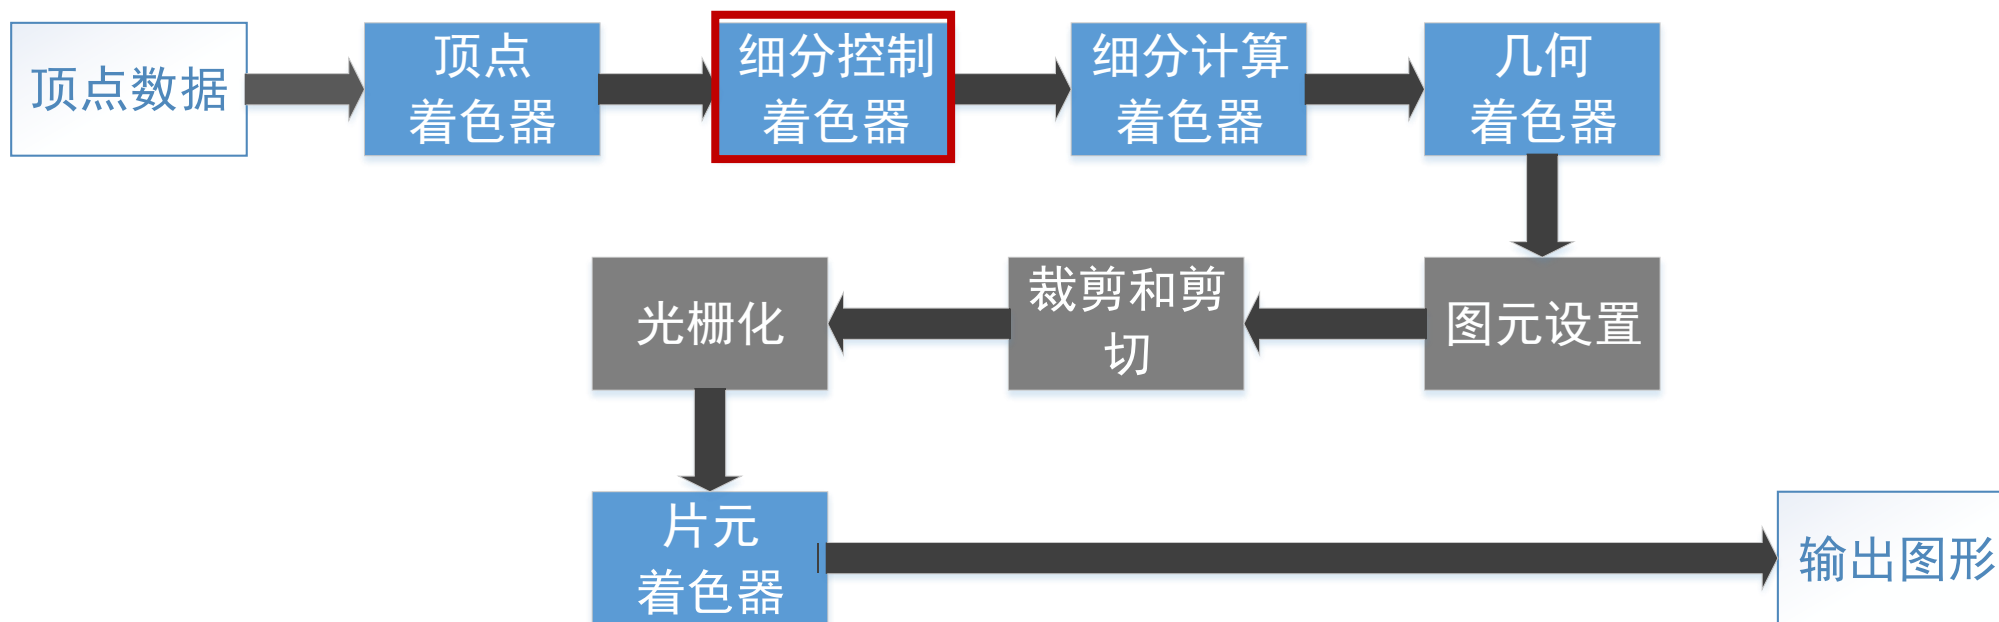 顶点数据
顶点
着色器
细分控制
着色器
细分计算
着色器
几何
着色器
图元设置
裁剪和剪
切
光栅化
片元
着色器
输出图形